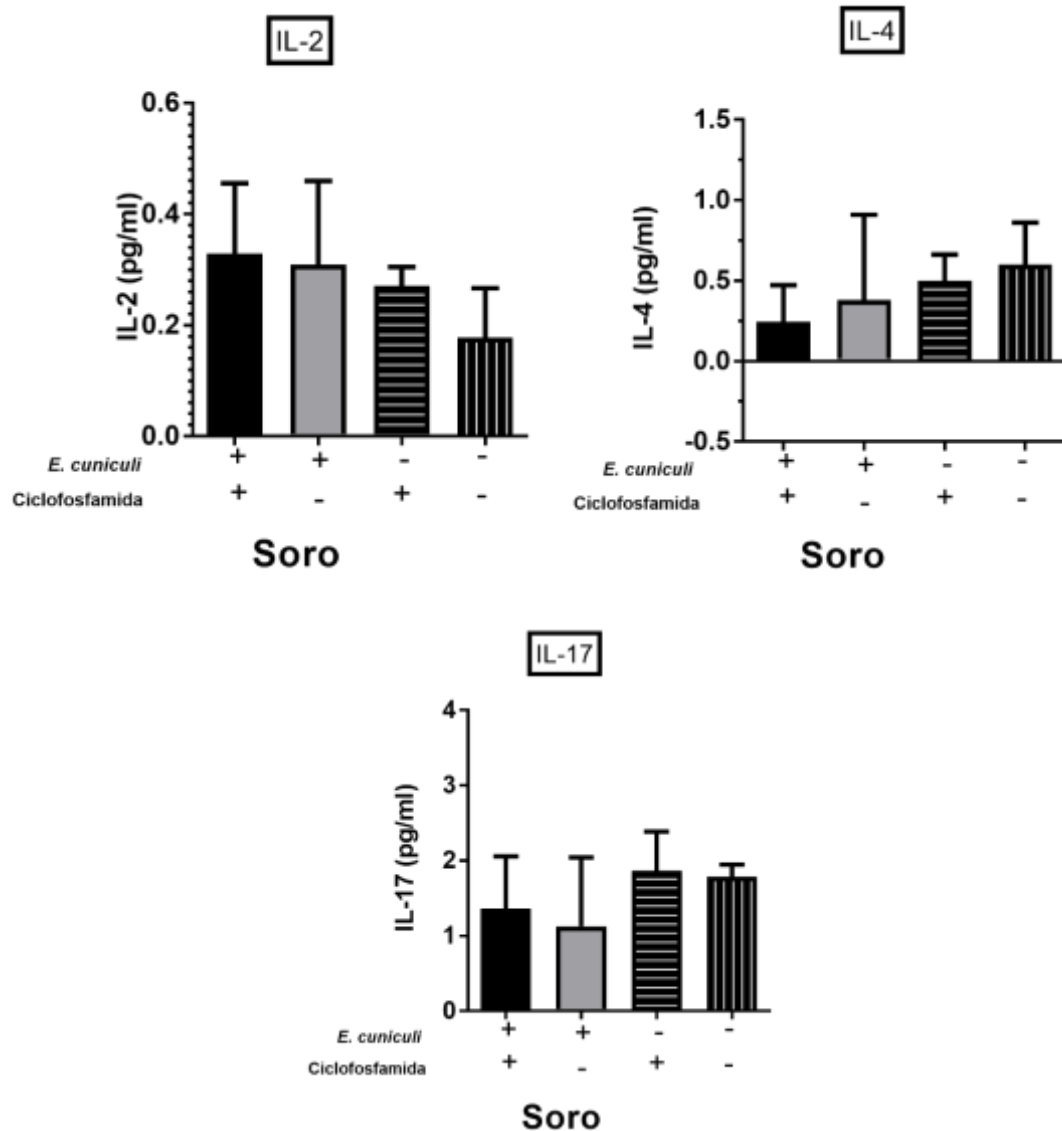 IL-2
0.6
0.4
0.2
0.0
IL-2 (pg/ml)
E. cuniculi + + - -
Ciclofosfamida + - + -
Soro
IL-4
1.5
1.0
0.5
0.0
-0.5
IL-4 (pg/ml)
E. cuniculi + + - -
Ciclofosfamida + - + -
Soro
IL-17
4
3
2
1
0
IL-17 (pg/ml)
E. cuniculi + + - -
Ciclofosfamida + - + -
Soro